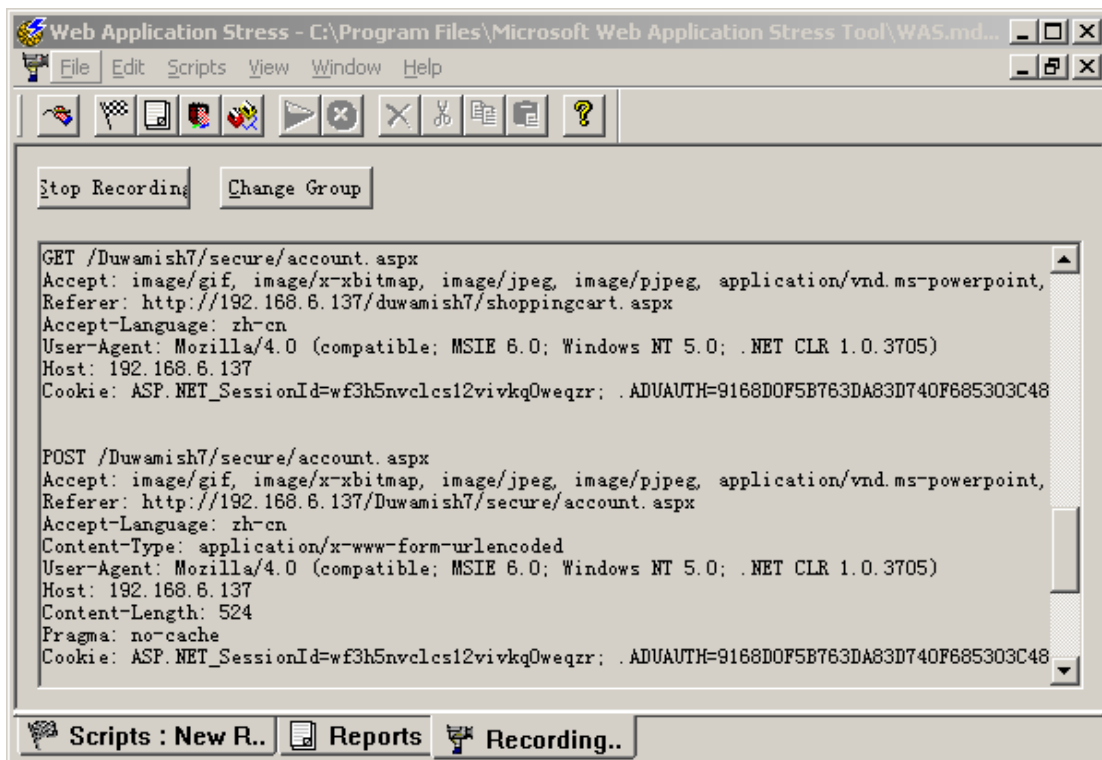 Web Application Stress - C:\Program Files\Microsoft Web Application Stress Tool\WAS.md...
File Edit Scripts View Window Help
Stop Recording Change Group
GET /Duwamish7/secure/account.aspx
Accept: image/gif, image/x-xbitmap, image/jpeg, image/pjpeg, application/vnd.ms-powerpoint,
Referer: http://192.168.6.137/duwamish7/shoppingcart.aspx
Accept-Language: zh-cn
User-Agent: Mozilla/4.0 (compatible; MSIE 6.0; Windows NT 5.0; .NET CLR 1.0.3705)
Host: 192.168.6.137
Cookie: ASP.NET_SessionId=wf3h5nvclcs12vivkq0weqzr; .ADUAUTH=9168D0F5B763DA83D740F685303C48
POST /Duwamish7/secure/account.aspx
Accept: image/gif, image/x-xbitmap, image/jpeg, image/pjpeg, application/vnd.ms-powerpoint,
Referer: http://192.168.6.137/Duwamish7/secure/account.aspx
Accept-Language: zh-cn
Content-Type: application/x-www-form-urlencoded
User-Agent: Mozilla/4.0 (compatible; MSIE 6.0; Windows NT 5.0; .NET CLR 1.0.3705)
Host: 192.168.6.137
Content-Length: 524
Pragma: no-cache
Cookie: ASP.NET_SessionId=wf3h5nvclcs12vivkq0weqzr; .ADUAUTH=9168D0F5B763DA83D740F685303C48
Scripts : New R.. Reports Recording..